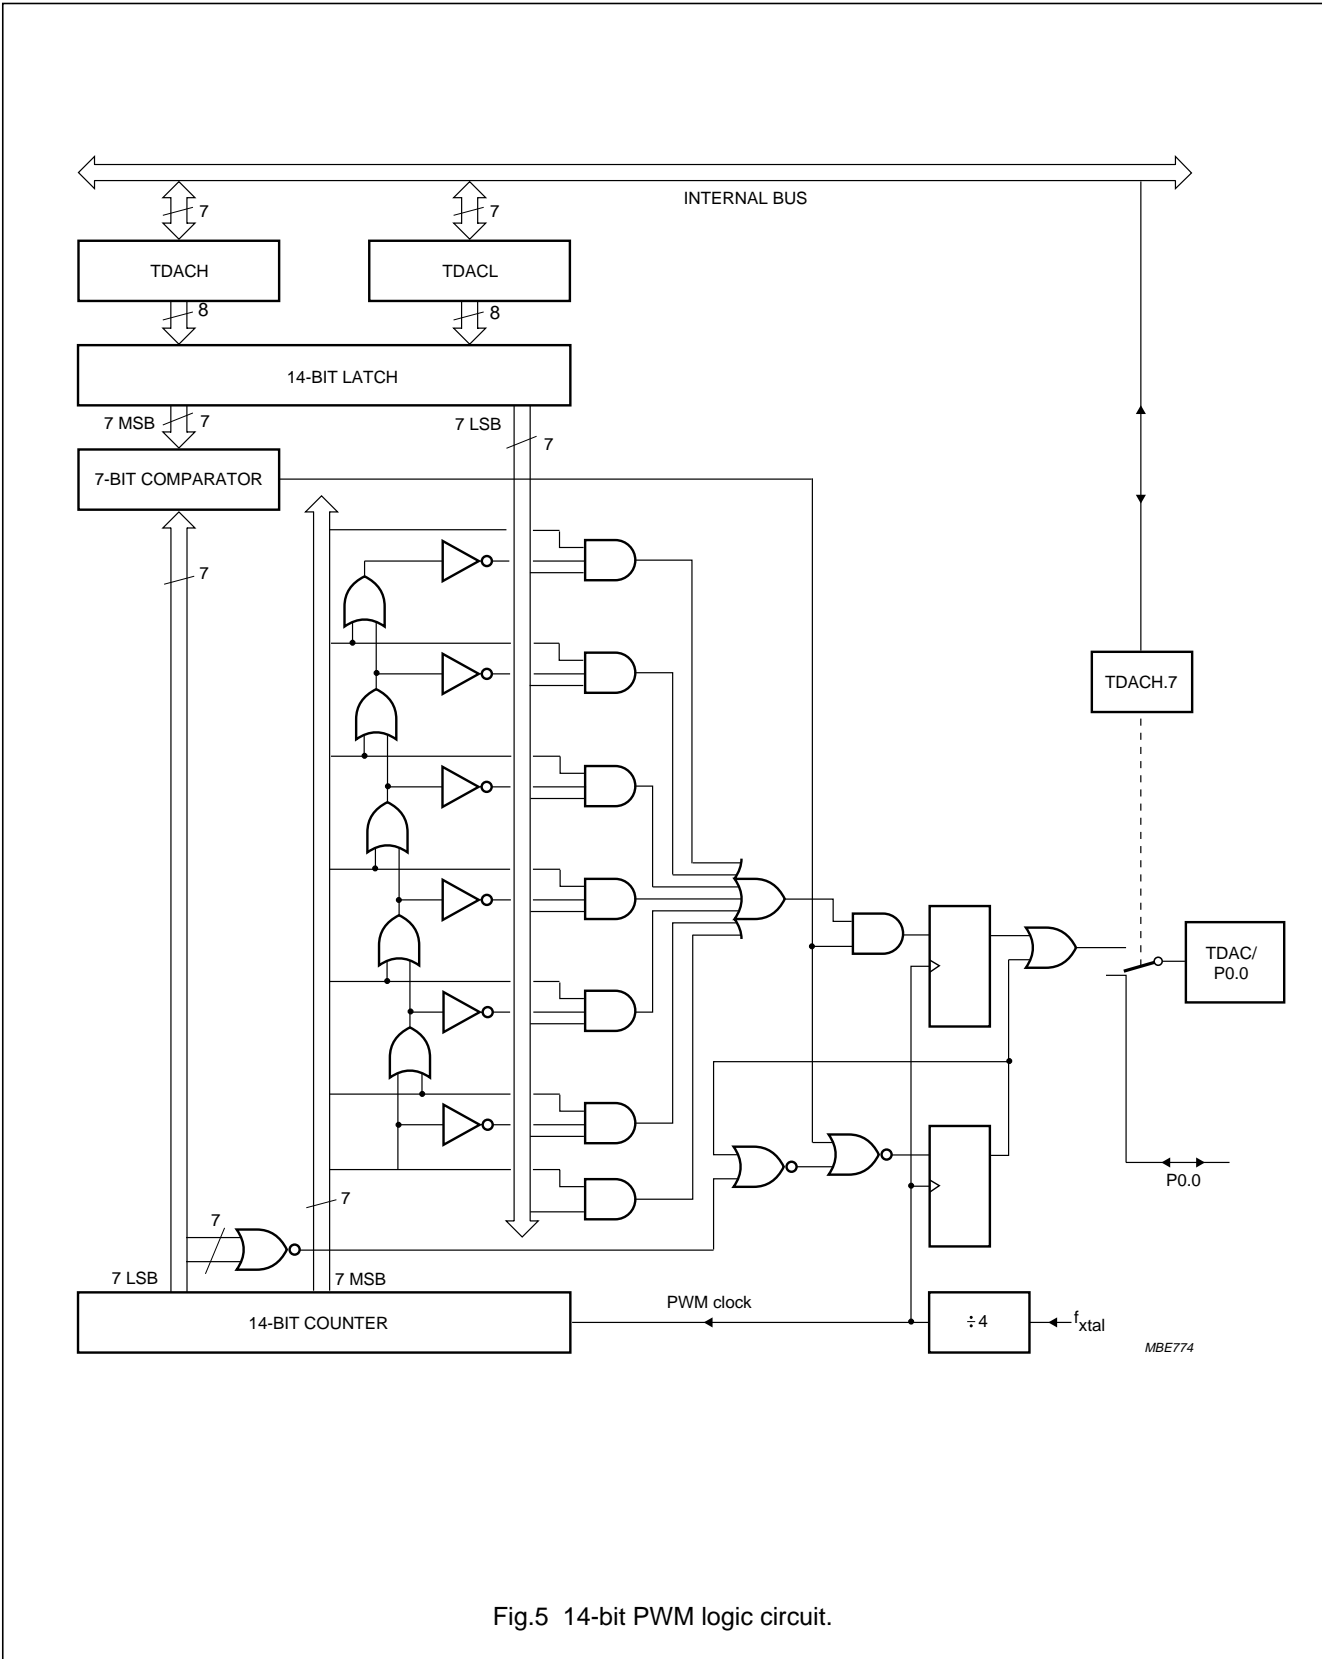 INTERNAL BUS
7
7
TDACH
TDACL
8
8
14-BIT LATCH
7 MSB
7
7 LSB
7
7-BIT COMPARATOR
7
TDACH.7
TDAC/
P0.0
P0.0
7
7
7 LSB
7 MSB
14-BIT COUNTER
PWM clock
÷4
fxtal
MBE774
Fig.5 14-bit PWM logic circuit.